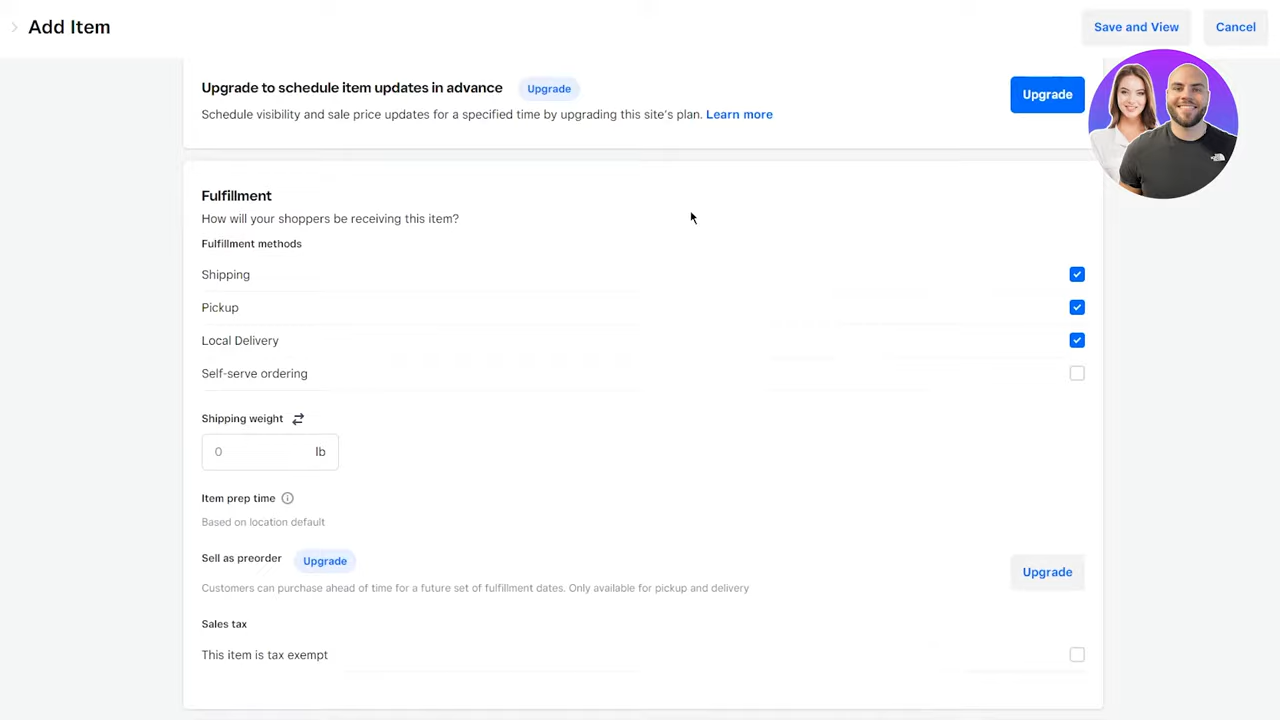 Add Item
Save and View
Cancel
Upgrade to schedule item updates in advance
Upgrade
Schedule visibility and sale price updates for a specified time by upgrading this site's plan. Learn more
Upgrade
Fulfillment
How will your shoppers be receiving this item?
Fulfillment methods
Shipping
Pickup
Local Delivery
Self-serve ordering
Shipping weight
0 lb
Item prep time
Based on location default
Sell as preorder
Upgrade
Customers can purchase ahead of time for a future set of fulfillment dates. Only available for pickup and delivery
Upgrade
Sales tax
This item is tax exempt